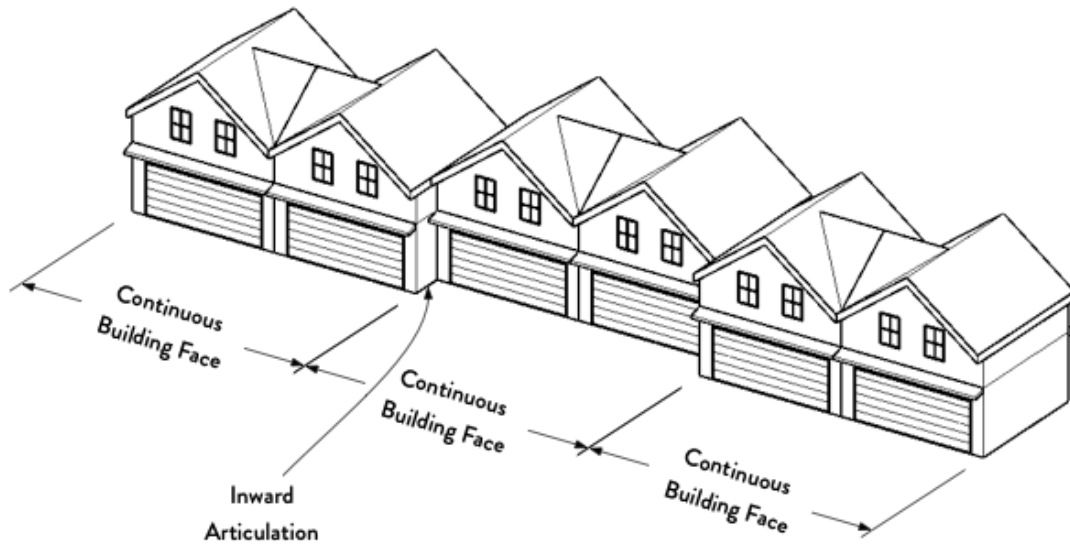 Continuous
Building Face
Continuous
Building Face
Continuous
Building Face
Inward
Articulation